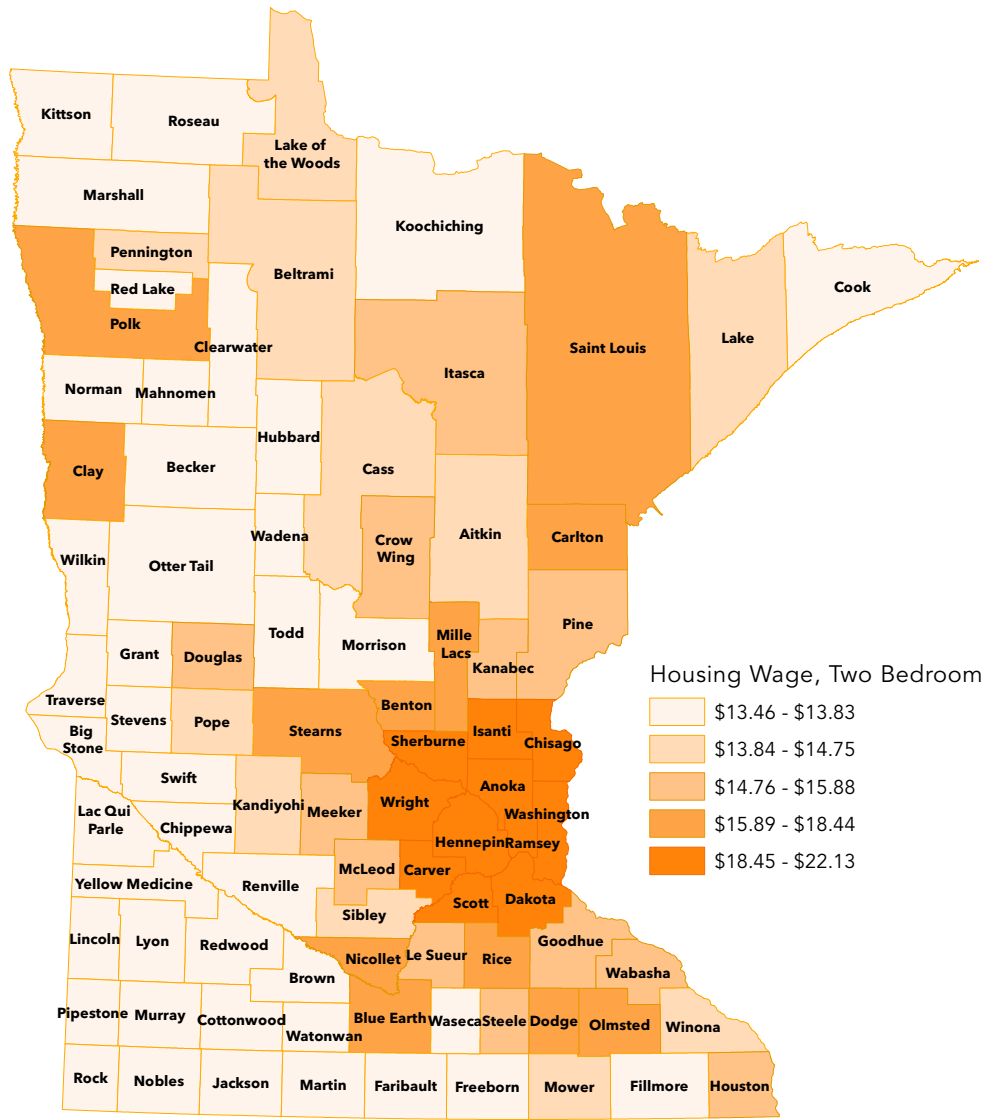 Kittson
Roseau
Lake of
the Woods
Marshall
Koochiching
Pennington
Beltrami
Red Lake
Cook
Polk
Clearwater
Saint Louis
Lake
Itasca
Norman
Mahnomen
Hubbard
Clay
Becker
Cass
Wadena
Aitkin
Carlton
Crow
Wing
Wilkin
Otter Tail
Pine
Todd
Mille
Lacs
Morrison
Grant
Douglas
Kanabec
Traverse
Benton
Stevens
Pope
Stearns
Isanti
Big
Stone
Sherburne
Chisago
Swift
Anoka
Wright
Kandiyohi
Meeker
Washington
Lac Qui
Parle
Chippewa
Hennepin
Ramsey
McLeod
Carver
Yellow Medicine
Renville
Dakota
Scott
Sibley
Lincoln
Lyon
Redwood
Goodhue
Le Sueur
Nicollet
Rice
Wabasha
Brown
Pipestone
Murray
Cottonwood
Blue Earth
Waseca
Steele
Dodge
Olmsted
Winona
Watonwan
Rock
Nobles
Jackson
Martin
Faribault
Freeborn
Mower
Fillmore
Houston
Housing Wage, Two Bedroom
$13.46 - $13.83
$13.84 - $14.75
$14.76 - $15.88
$15.89 - $18.44
$18.45 - $22.13